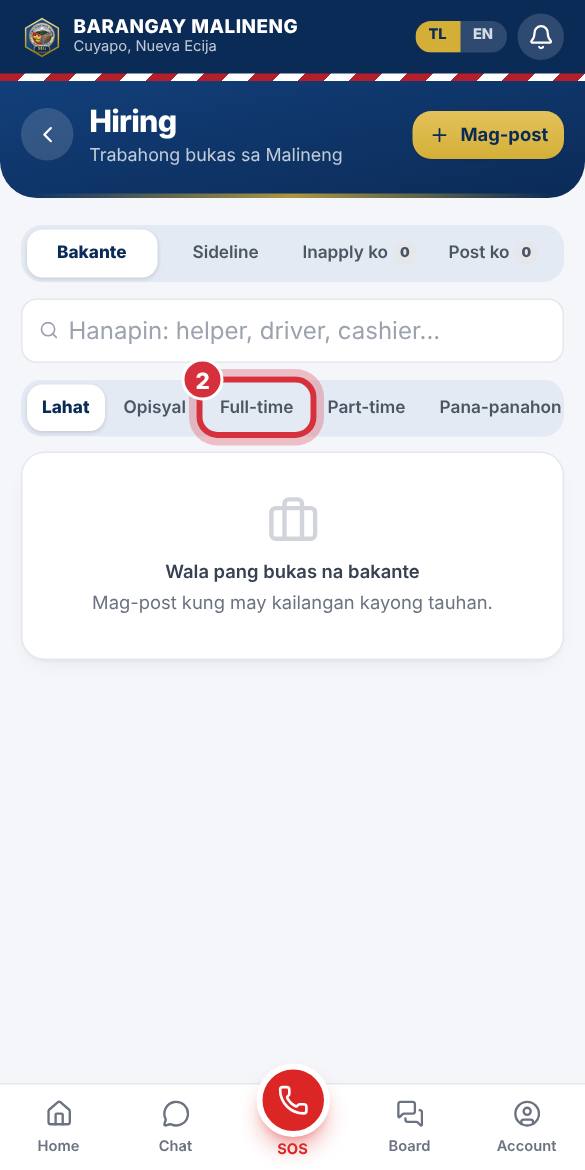 BARANGAY MALINENG
Cuyapo, Nueva Ecija
TL EN
Hiring
Trabahong bukas sa Malineng
+ Mag-post
Bakante Sideline Inapply ko 0 Post ko 0
Hanapin: helper, driver, cashier...
2
Lahat Opisyal Full-time Part-time Pana-panahon
Wala pang bukas na bakante
Mag-post kung may kailangan kayong tauhan.
Home Chat SOS Board Account